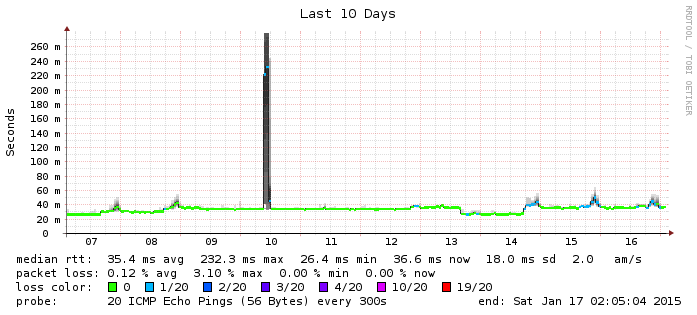 Last 10 Days
RRDTOOL / TOBI OETIKER
Seconds
260 m
240 m
220 m
200 m
180 m
160 m
140 m
120 m
100 m
80 m
60 m
40 m
20 m
0
07 08 09 10 11 12 13 14 15 16
median rtt: 35.4 ms avg 232.3 ms max 26.4 ms min 36.6 ms now 18.0 ms sd 2.0 am/s
packet loss: 0.12 % avg 3.10 % max 0.00 % min 0.00 % now
loss color: 0 1/20 2/20 3/20 4/20 10/20 19/20
probe: 20 ICMP Echo Pings (56 Bytes) every 300s end: Sat Jan 17 02:05:04 2015